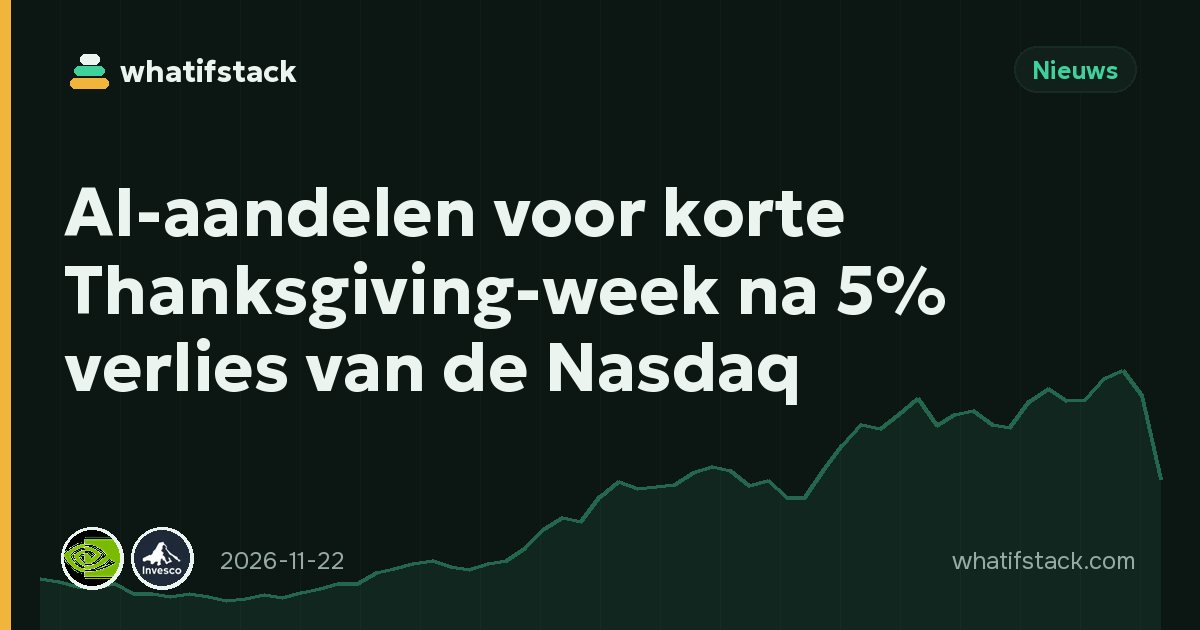 whatifstack
Nieuws
AI-aandelen voor korte
Thanksgiving-week na 5%
verlies van de Nasdaq
Invesco
2026-11-22
whatifstack.com